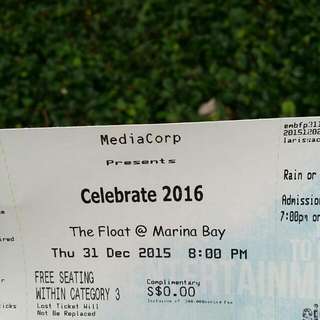 MediaCorp
Presents
Celebrate 2016
The Float @ Marina Bay
Thu 31 Dec 2015 8:00 PM
FREE SEATING
WITHIN CATEGORY 3
Lost Ticket Will
Not Be Replaced
Complimentary
S$0.00
Rain or
Admission
7:00pm on